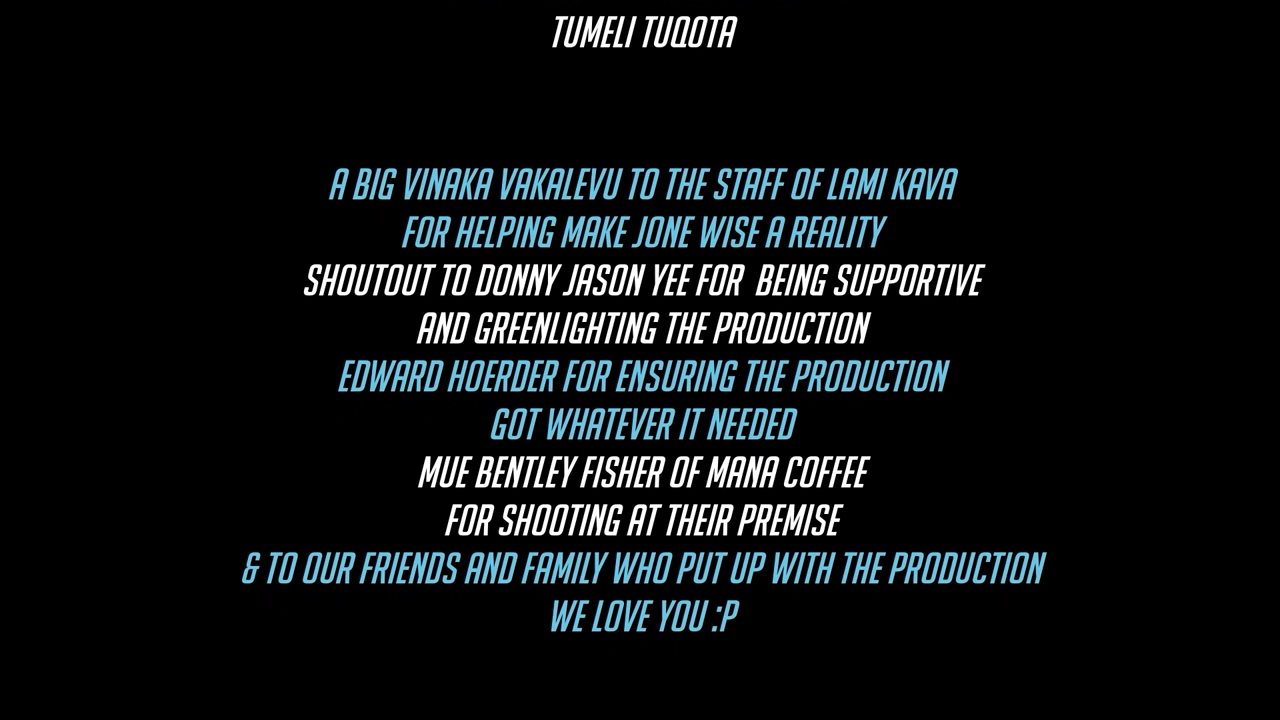 TUMELI TUQOTA
A BIG VINAKA VAKALEVU TO THE STAFF OF LAMI KAVA
FOR HELPING MAKE JONE WISE A REALITY
SHOUTOUT TO DONNY JASON YEE FOR BEING SUPPORTIVE
AND GREENLIGHTING THE PRODUCTION
EDWARD HOERDER FOR ENSURING THE PRODUCTION
GOT WHATEVER IT NEEDED
MUE BENTLEY FISHER OF MANA COFFEE
FOR SHOOTING AT THEIR PREMISE
& TO OUR FRIENDS AND FAMILY WHO PUT UP WITH THE PRODUCTION
WE LOVE YOU :P